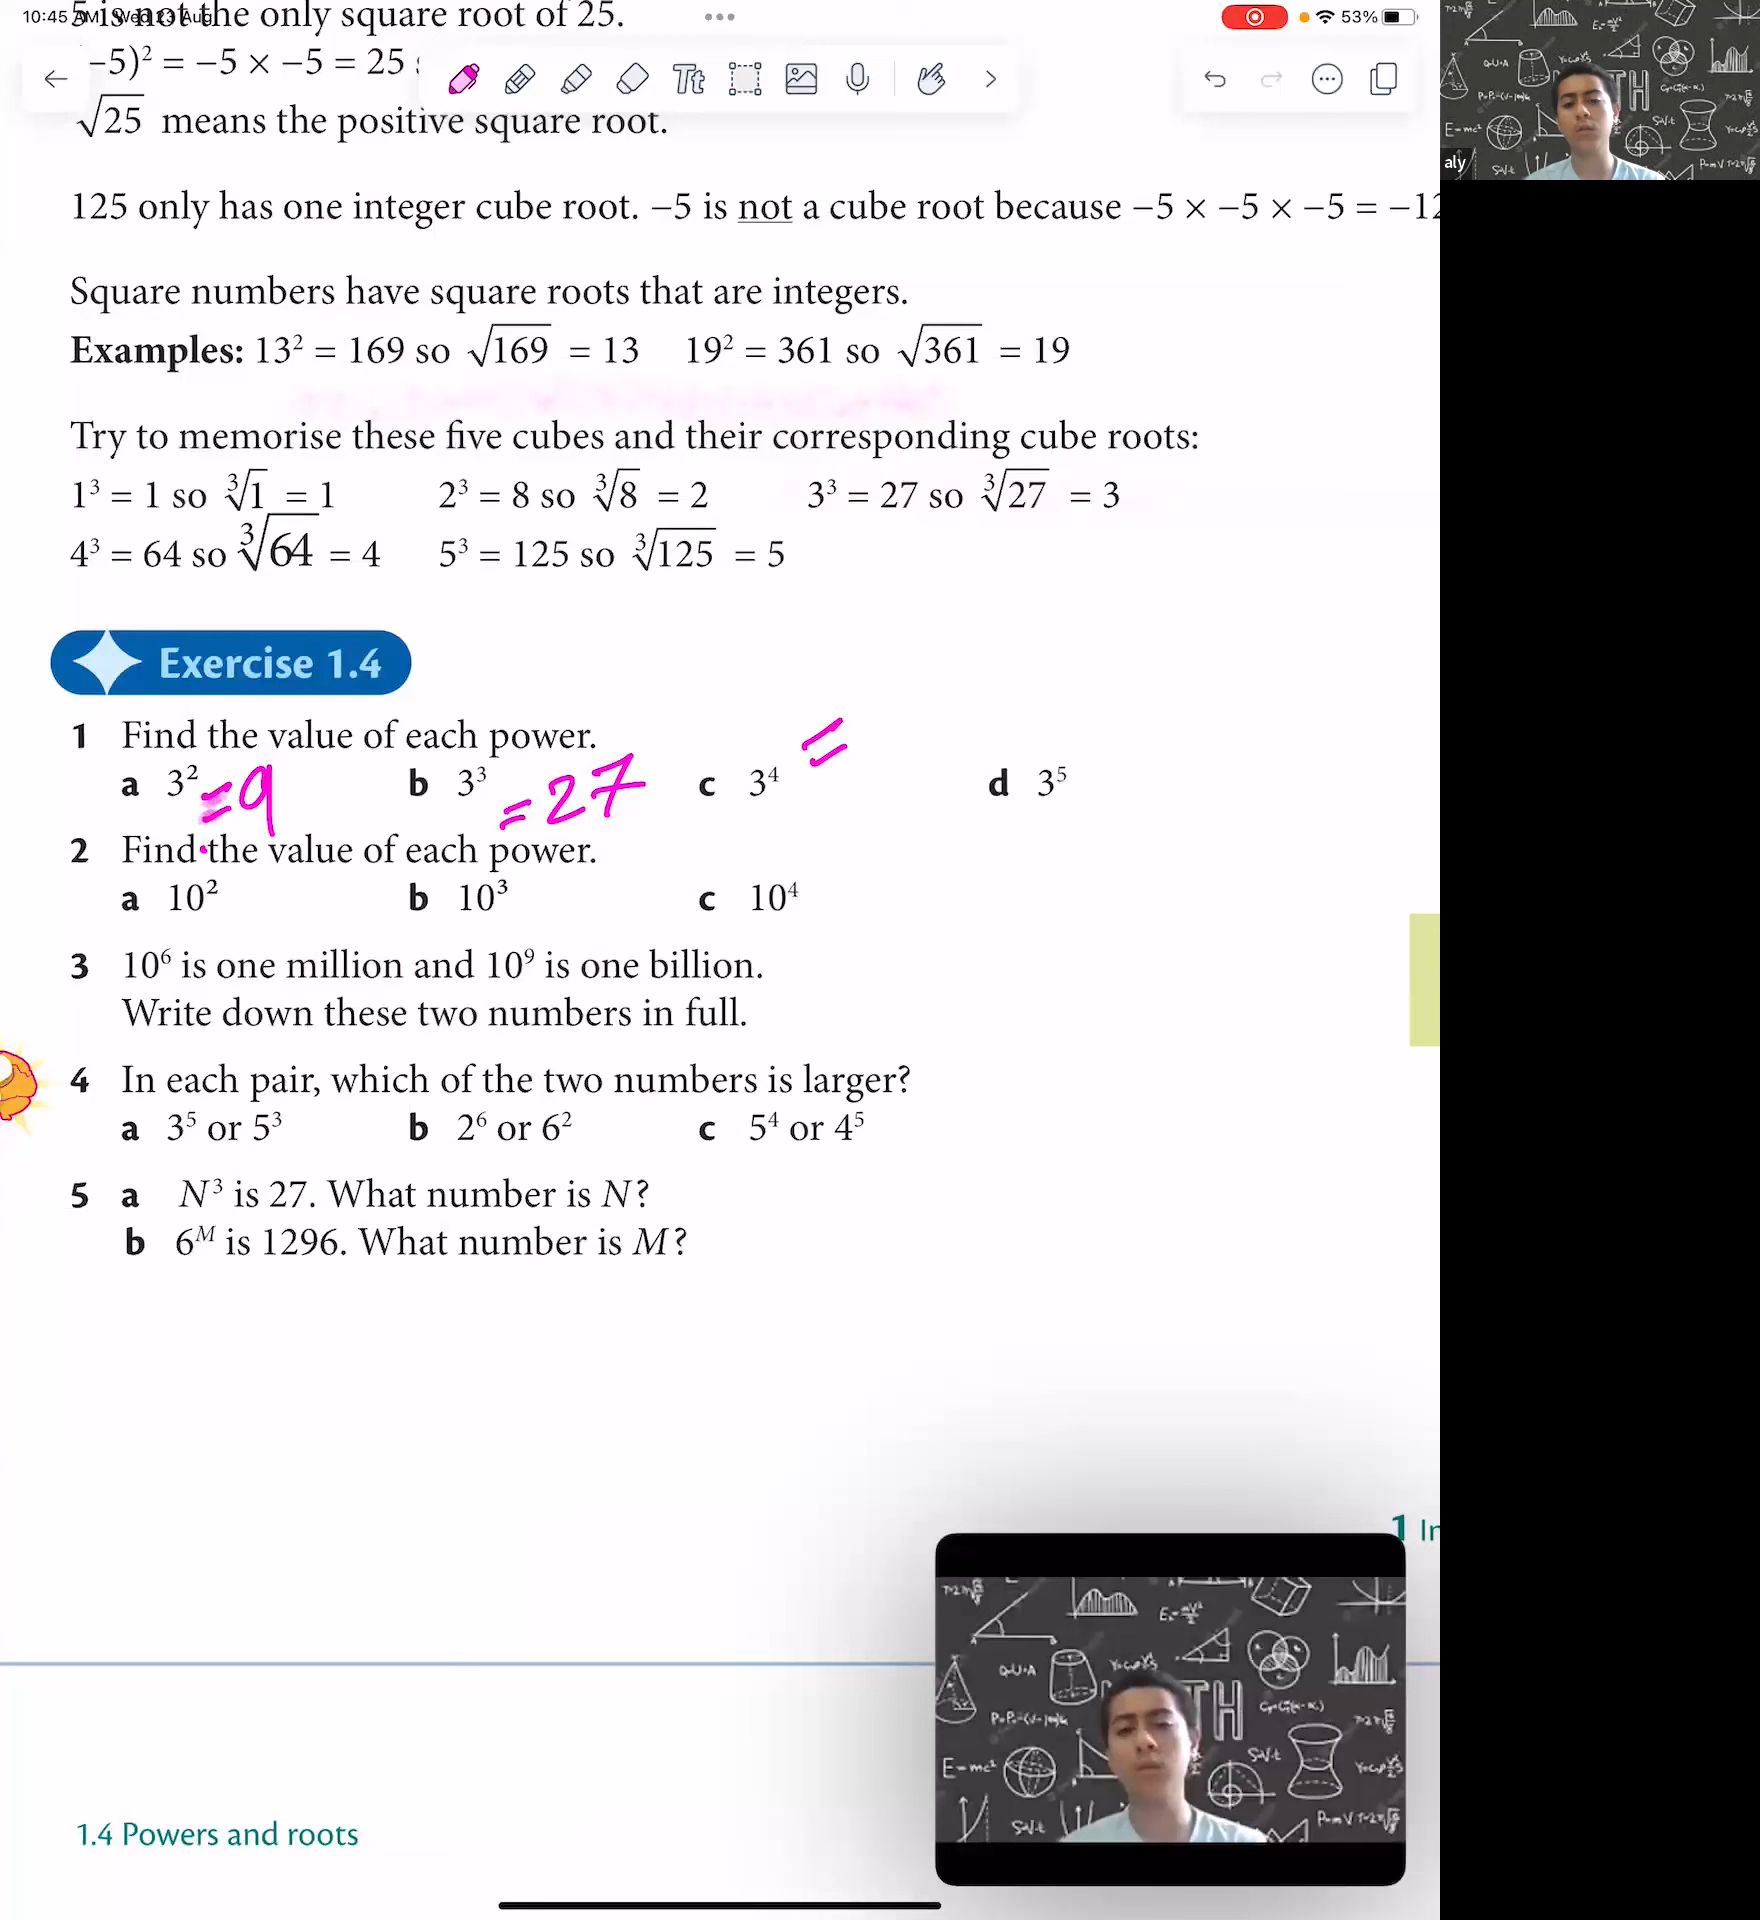 5 is not the only square root of 25.
10:45 AM Wed 23 Aug
53%
–5)² = –5 × –5 = 25
√25 means the positive square root.
125 only has one integer cube root. –5 is not a cube root because –5 × –5 × –5 = –12
Square numbers have square roots that are integers.
Examples: 13² = 169 so √169 = 13 19² = 361 so √361 = 19
Try to memorise these five cubes and their corresponding cube roots:
1³ = 1 so ∛1 = 1 2³ = 8 so ∛8 = 2 3³ = 27 so ∛27 = 3
4³ = 64 so ∛64 = 4 5³ = 125 so ∛125 = 5
Exercise 1.4
1 Find the value of each power.
a 3² =9 b 3³ =27 c 3⁴ = d 3⁵
2 Find the value of each power.
a 10² b 10³ c 10⁴
3 10⁶ is one million and 10⁹ is one billion.
Write down these two numbers in full.
4 In each pair, which of the two numbers is larger?
a 3⁵ or 5³ b 2⁶ or 6² c 5⁴ or 4⁵
5 a N³ is 27. What number is N?
b 6ᴹ is 1296. What number is M?
1 In
1.4 Powers and roots
Tt
aly
E=mc²
TH
E=mc²
TH